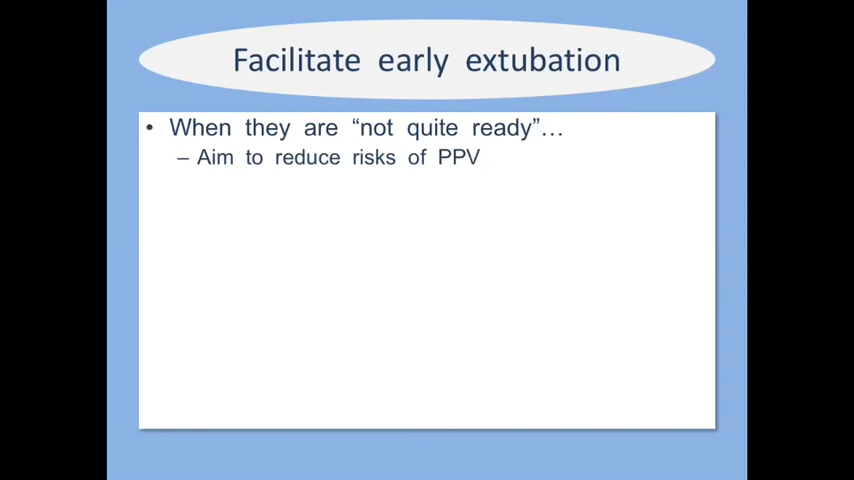 Facilitate early extubation
• When they are “not quite ready”…
– Aim to reduce risks of PPV